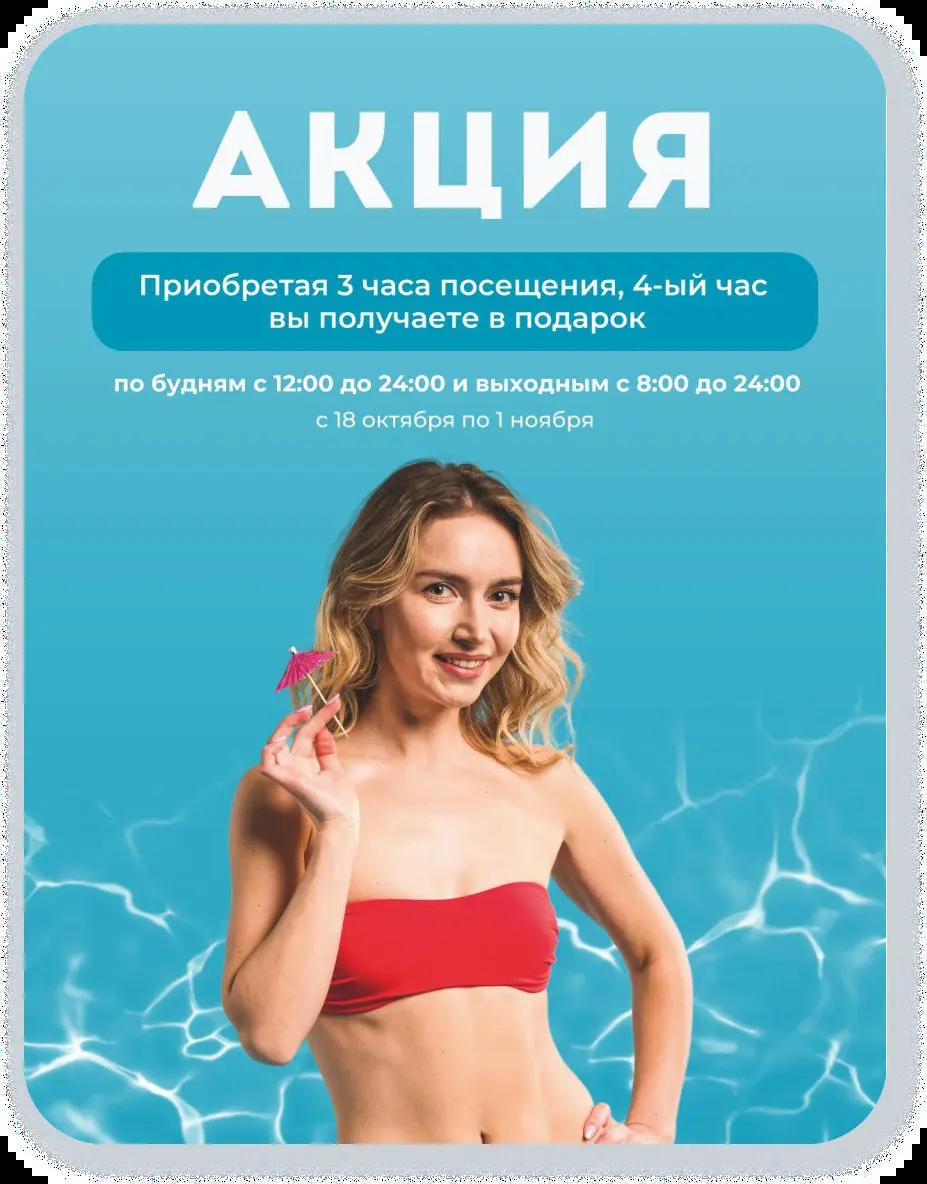 АКЦИЯ
Приобретая 3 часа посещения, 4-ый час
вы получаете в подарок
по будням с 12:00 до 24:00 и выходным с 8:00 до 24:00
с 18 октября по 1 ноября